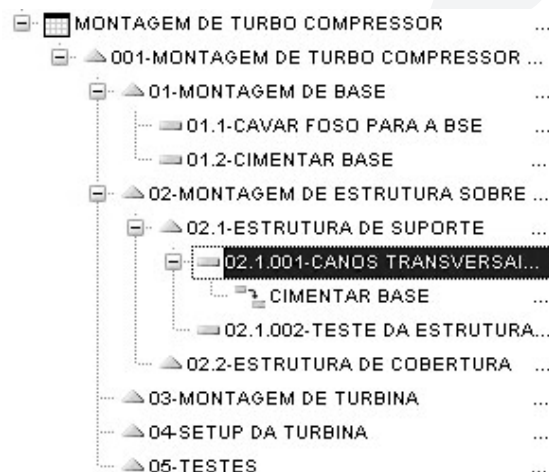 MONTAGEM DE TURBO COMPRESSOR ...
001-MONTAGEM DE TURBO COMPRESSOR ...
01-MONTAGEM DE BASE ...
01.1-CAVAR FOSO PARA A BSE ...
01.2-CIMENTAR BASE ...
02-MONTAGEM DE ESTRUTURA SOBRE ...
02.1-ESTRUTURA DE SUPORTE ...
02.1.001-CANOS TRANSVERSAI...
CIMENTAR BASE ...
02.1.002-TESTE DA ESTRUTURA...
02.2-ESTRUTURA DE COBERTURA ...
03-MONTAGEM DE TURBINA ...
04-SETUP DA TURBINA ...
05-TESTES ...